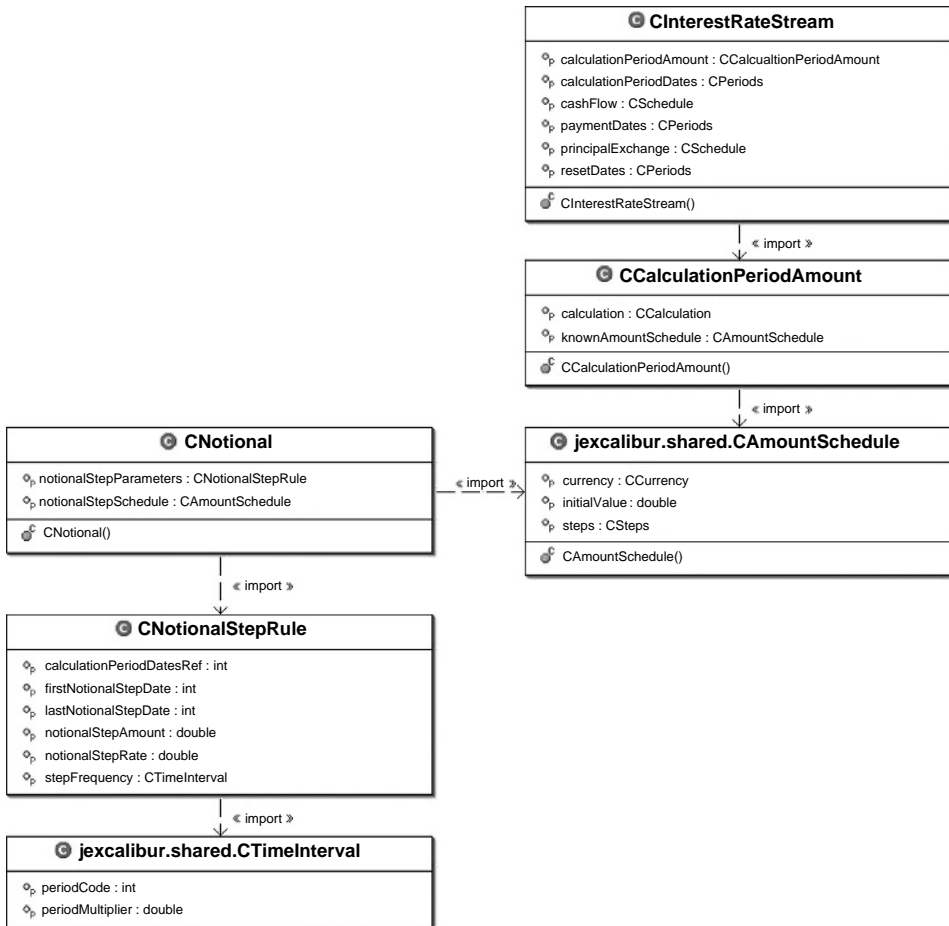 CInterestRateStream
calculationPeriodAmount : CCalcualtionPeriodAmount
calculationPeriodDates : CPeriods
cashFlow : CSchedule
paymentDates : CPeriods
principalExchange : CSchedule
resetDates : CPeriods
CInterestRateStream()
« import »
CCalculationPeriodAmount
calculation : CCalculation
knownAmountSchedule : CAmountSchedule
CCalculationPeriodAmount()
« import »
jexcalibur.shared.CAmountSchedule
currency : CCurrency
initialValue : double
steps : CSteps
CAmountSchedule()
« import »
CNotional
notionalStepParameters : CNotionalStepRule
notionalStepSchedule : CAmountSchedule
CNotional()
« import »
CNotionalStepRule
calculationPeriodDatesRef : int
firstNotionalStepDate : int
lastNotionalStepDate : int
notionalStepAmount : double
notionalStepRate : double
stepFrequency : CTimeInterval
« import »
jexcalibur.shared.CTimeInterval
periodCode : int
periodMultiplier : double